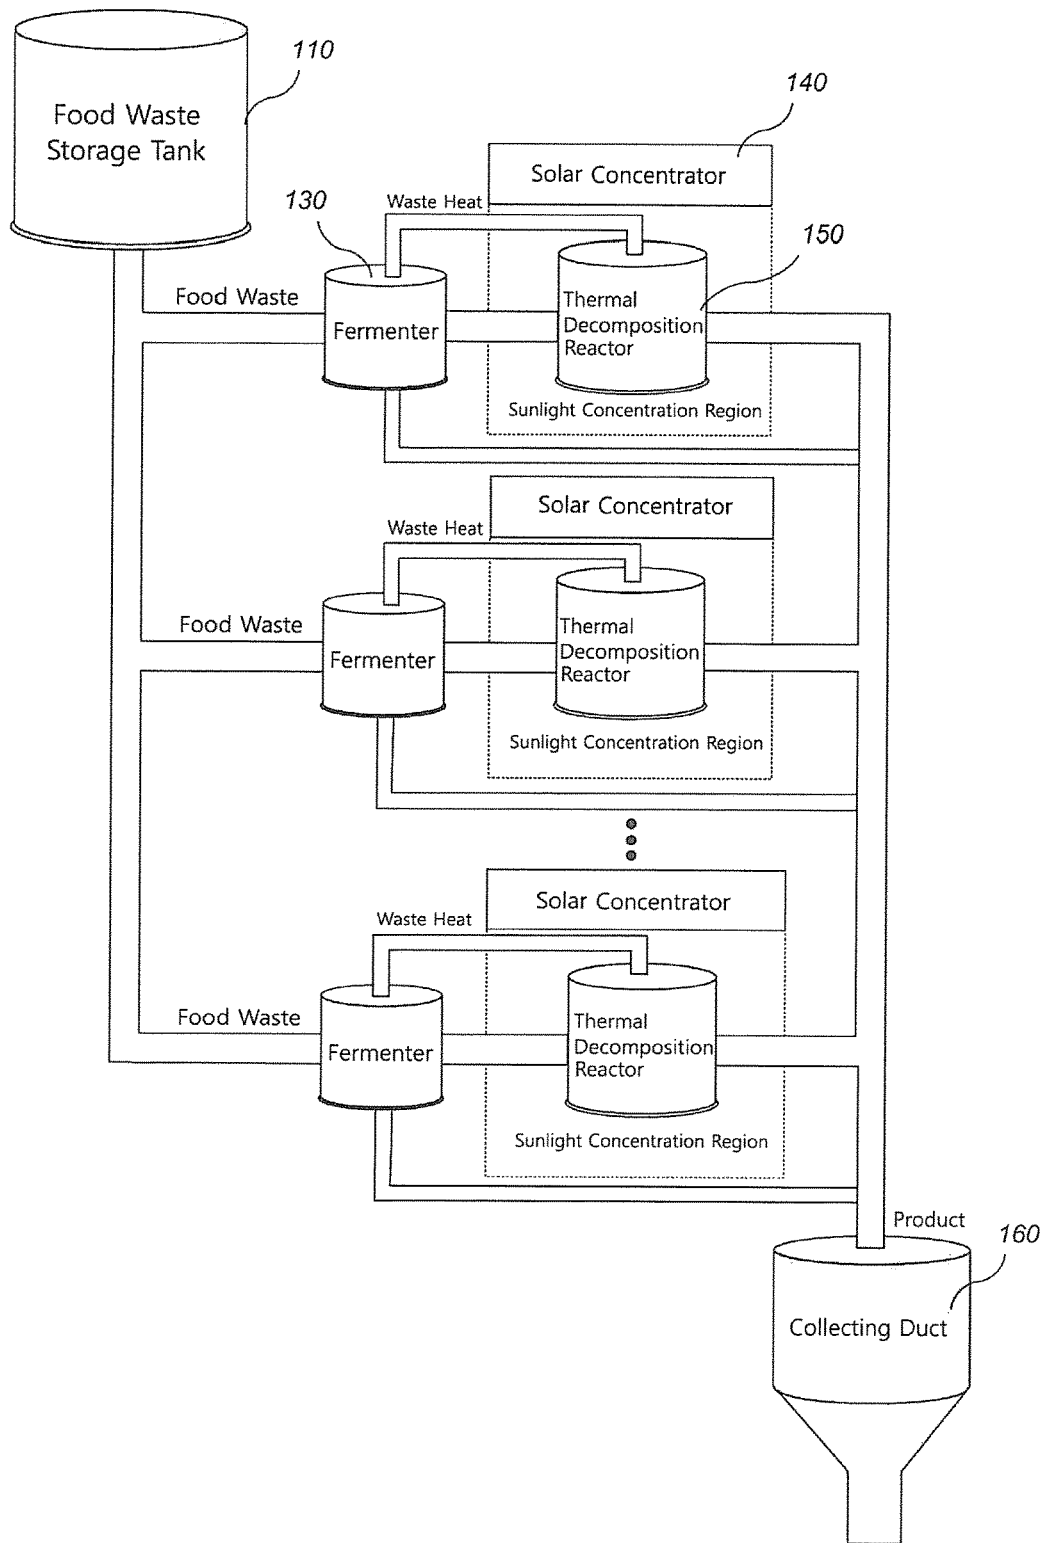 110
Food Waste
Storage Tank
140
Solar Concentrator
Waste Heat
130
150
Food Waste
Fermenter
Thermal
Decomposition
Reactor
Sunlight Concentration Region
Solar Concentrator
Waste Heat
Food Waste
Fermenter
Thermal
Decomposition
Reactor
Sunlight Concentration Region
Solar Concentrator
Waste Heat
Food Waste
Fermenter
Thermal
Decomposition
Reactor
Sunlight Concentration Region
Product
160
Collecting Duct